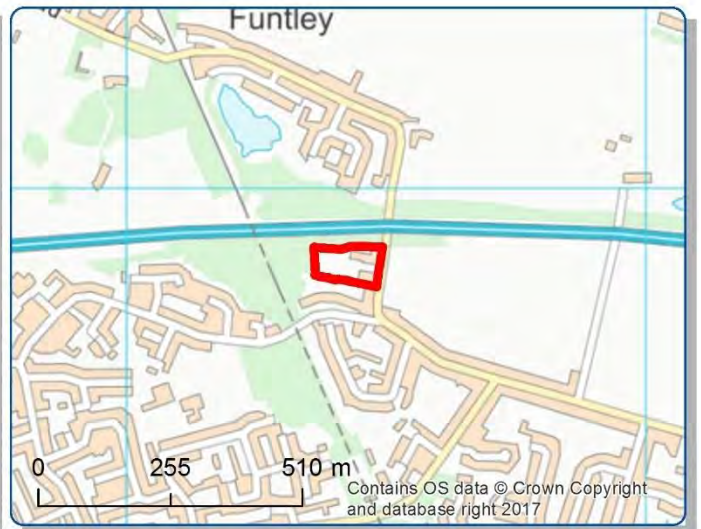 Funtley
0 255 510 m
Contains OS data © Crown Copyright
and database right 2017